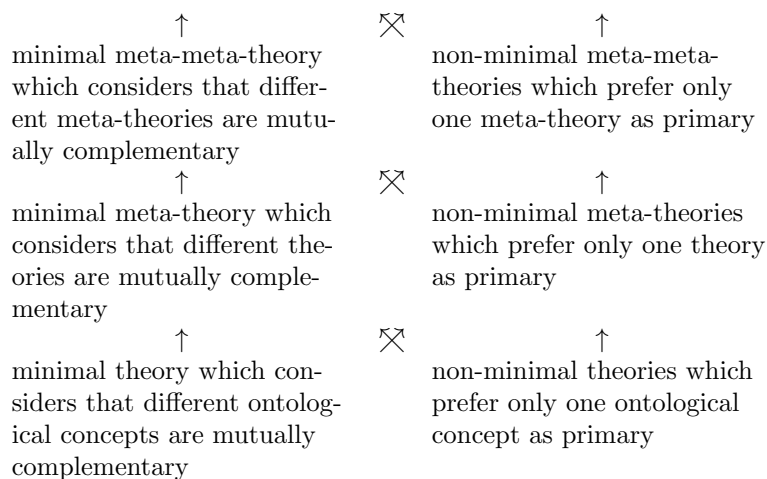 ↑ ⤧ ↑
minimal meta-meta-theory non-minimal meta-meta-
which considers that differ- theories which prefer only
ent meta-theories are mutu- one meta-theory as primary
ally complementary
↑ ⤧ ↑
minimal meta-theory which non-minimal meta-theories
considers that different the- which prefer only one theory
ories are mutually comple- as primary
mentary
↑ ⤧ ↑
minimal theory which con- non-minimal theories which
siders that different ontolog- prefer only one ontological
ical concepts are mutually concept as primary
complementary